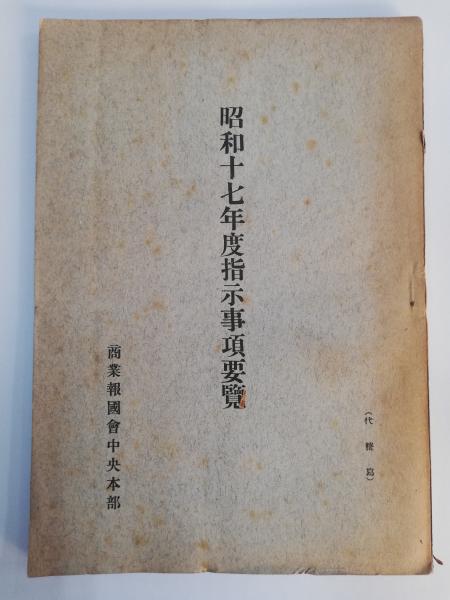 （代謄寫）
昭和十七年度指示事項要覽
商業報國會中央本部